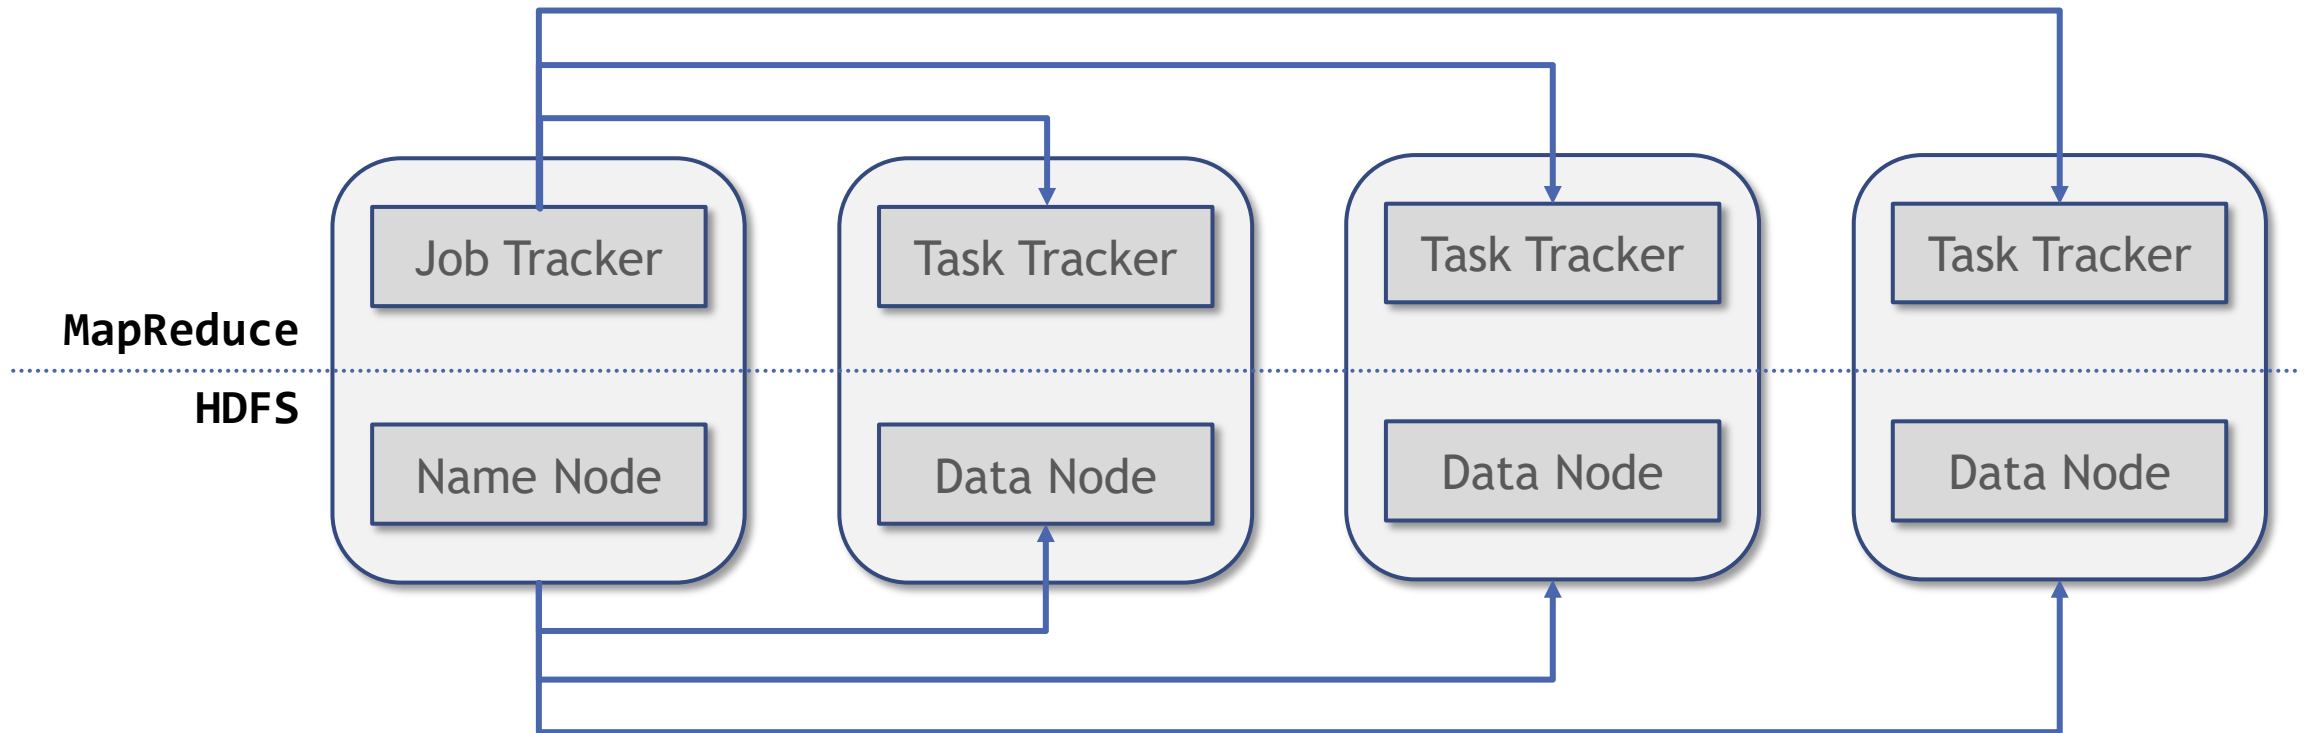 Job Tracker
Task Tracker
Task Tracker
Task Tracker
MapReduce
HDFS
Name Node
Data Node
Data Node
Data Node